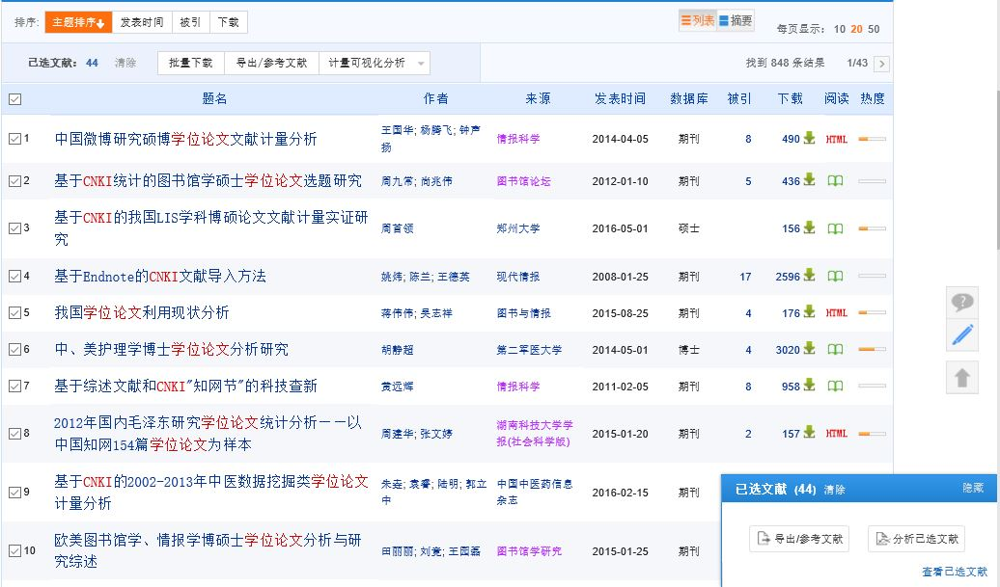 排序: 主题排序 发表时间 被引 下载 列表 摘要 每页显示: 10 20 50
已选文献: 44 清除 批量下载 导出/参考文献 计量可视化分析 找到 848 条结果 1/43
题名 作者 来源 发表时间 数据库 被引 下载 阅读 热度
1 中国微博研究硕博学位论文文献计量分析 王国华; 杨腾飞; 钟声扬 情报科学 2014-04-05 期刊 8 490 HTML
2 基于CNKI统计的图书馆学硕士学位论文选题研究 周九常; 尚兆伟 图书馆论坛 2012-01-10 期刊 5 436
3 基于CNKI的我国LIS学科博硕论文文献计量实证研究 周首领 郑州大学 2016-05-01 硕士 156
4 基于Endnote的CNKI文献导入方法 姚炜; 陈兰; 王德英 现代情报 2008-01-25 期刊 17 2596
5 我国学位论文利用现状分析 蒋伟伟; 吴志祥 图书与情报 2015-08-25 期刊 4 176 HTML
6 中、美护理学博士学位论文分析研究 胡静超 第二军医大学 2014-05-01 博士 4 3020
7 基于综述文献和CNKI"知网节"的科技查新 黄远辉 情报科学 2011-02-05 期刊 8 958
8 2012年国内毛泽东研究学位论文统计分析——以中国知网154篇学位论文为样本 周建华; 张文婷 湖南科技大学学报(社会科学版) 2015-01-20 期刊 2 157 HTML
9 基于CNKI的2002-2013年中医数据挖掘类学位论文计量分析 朱垚; 袁睿; 陆明; 郭立中 中国中医药信息杂志 2016-02-15 期刊
10 欧美图书馆学、情报学博硕士学位论文分析与研究综述 田丽丽; 刘竟; 王园磊 图书馆学研究 2015-01-25 期刊
已选文献 (44) 清除 隐藏
导出/参考文献 分析已选文献
查看已选文献